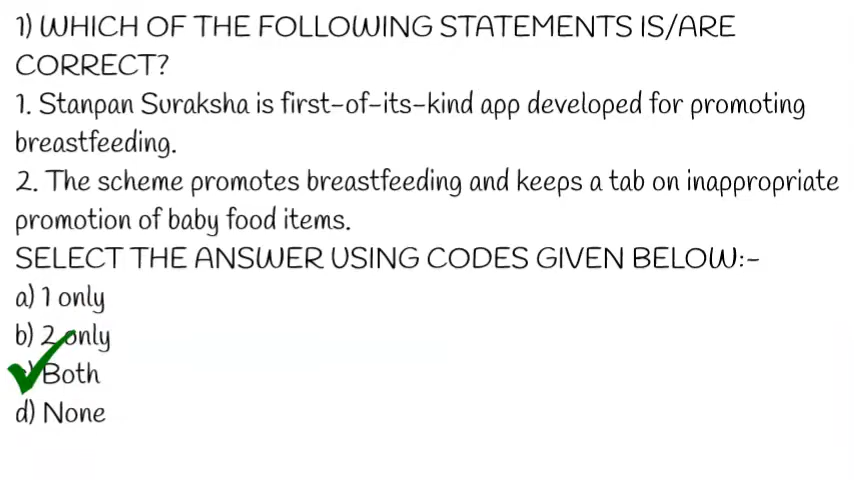 1) WHICH OF THE FOLLOWING STATEMENTS IS/ARE
CORRECT?
1. Stanpan Suraksha is first-of-its-kind app developed for promoting
breastfeeding.
2. The scheme promotes breastfeeding and keeps a tab on inappropriate
promotion of baby food items.
SELECT THE ANSWER USING CODES GIVEN BELOW:-
a) 1 only
b) 2 only
) Both
d) None